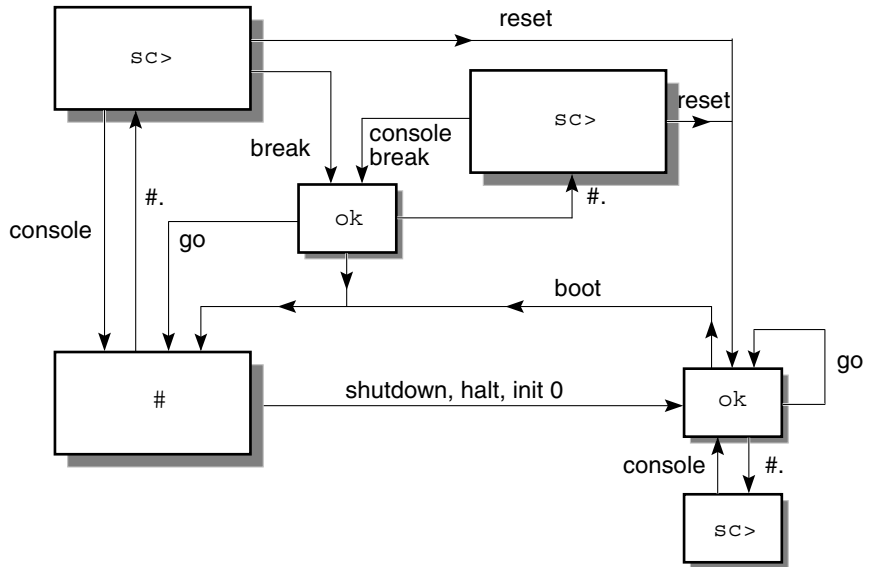 reset
sc>
sc>
reset
console
break
break
#.
#.
ok
console
go
boot
go
#
shutdown, halt, init 0
ok
console
#.
sc>